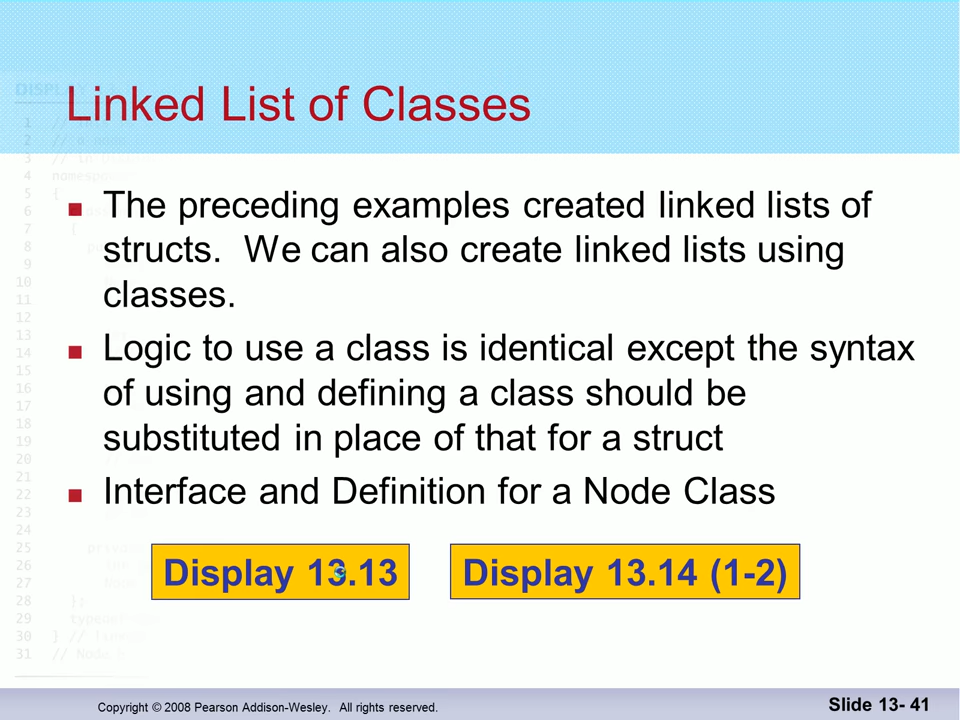 Linked List of Classes
The preceding examples created linked lists of
structs. We can also create linked lists using
classes.
Logic to use a class is identical except the syntax
of using and defining a class should be
substituted in place of that for a struct
Interface and Definition for a Node Class
Display 13.13
Display 13.14 (1-2)
Copyright © 2008 Pearson Addison-Wesley. All rights reserved.
Slide 13- 41